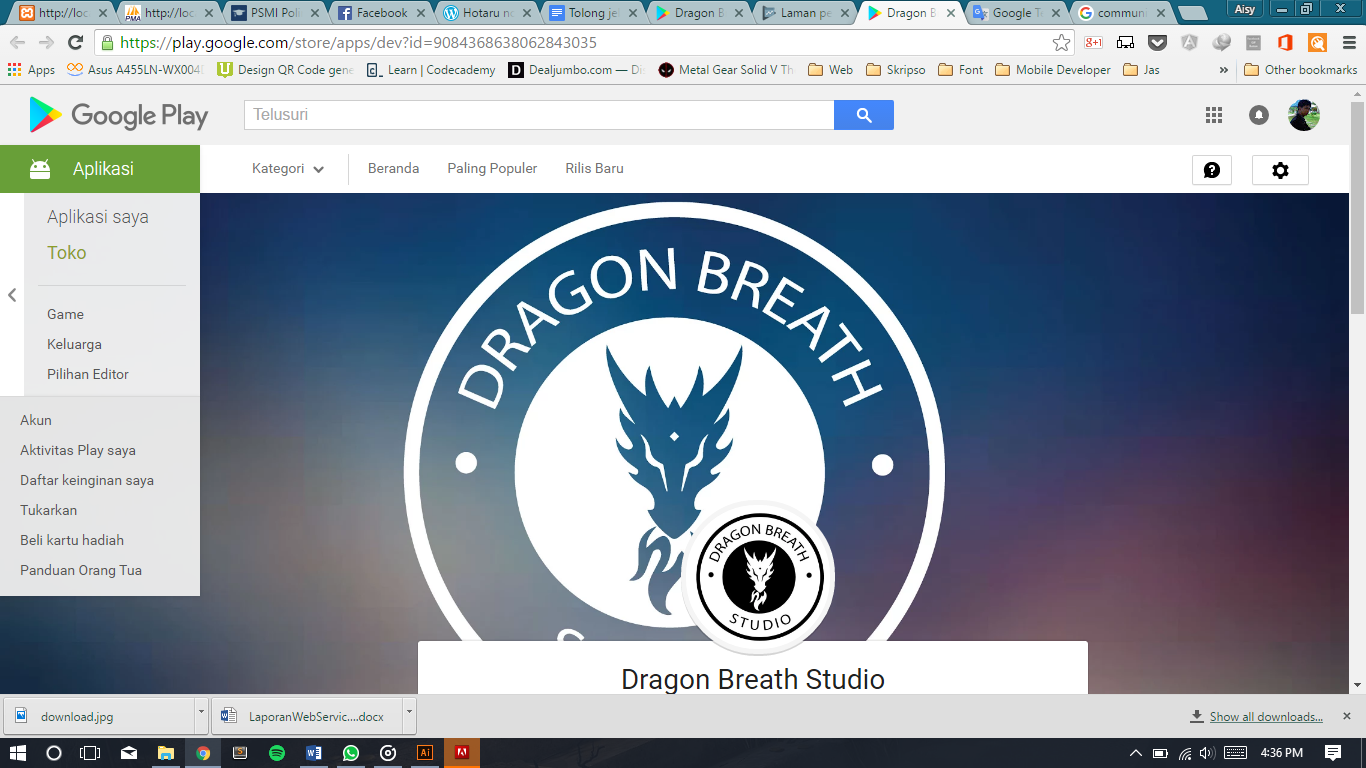 http://loc
http://loc
PSMI Poli
Facebook
Hotaru no
Tolong jel
Dragon B
Laman pe
Dragon B
Google T
communi
Aisy
https://play.google.com/store/apps/dev?id=9084368638062843035
Apps
Asus A455LN-WX004
Design QR Code gene
Learn | Codecademy
Dealjumbo.com — Dis
Metal Gear Solid V Th
Web
Skripso
Font
Mobile Developer
Jas
»
Other bookmarks
Google Play
Telusuri
Aplikasi
Kategori
Beranda
Paling Populer
Rilis Baru
Aplikasi saya
Toko
Game
Keluarga
Pilihan Editor
Akun
Aktivitas Play saya
Daftar keinginan saya
Tukarkan
Beli kartu hadiah
Panduan Orang Tua
DRAGON BREATH
DRAGON BREATH
STUDIO
Dragon Breath Studio
download.jpg
LaporanWebServic....docx
Show all downloads...
4:36 PM